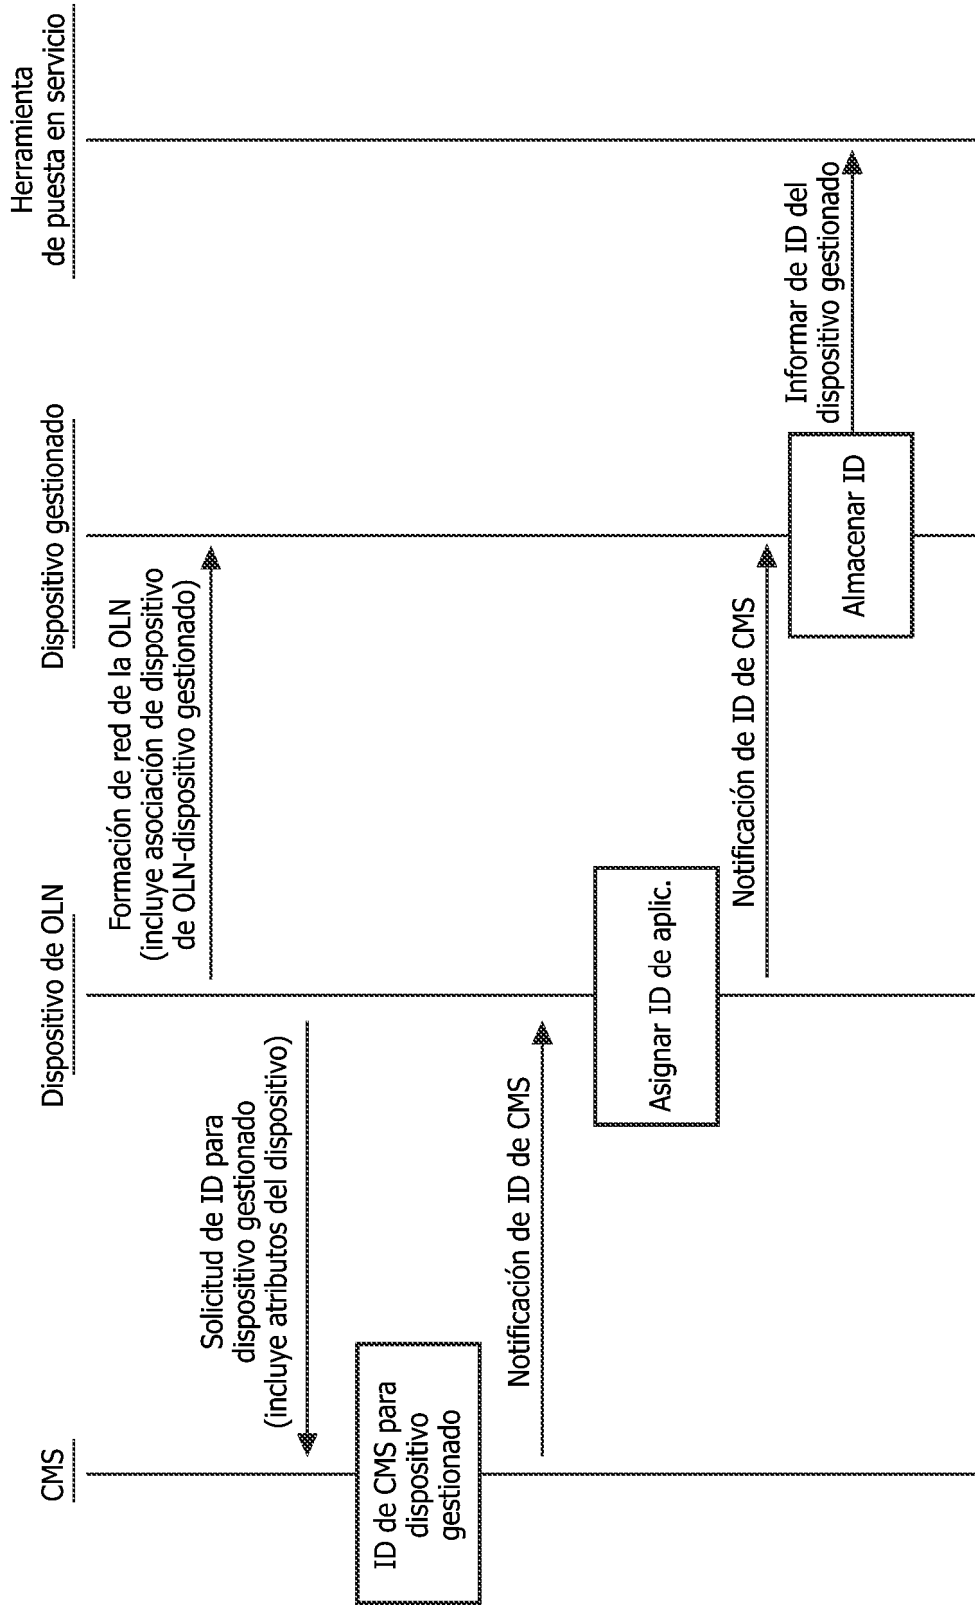 CMS
Dispositivo de OLN
Dispositivo gestionado
Herramienta
de puesta en servicio
Formación de red de la OLN
(incluye asociación de dispositivo
de OLN-dispositivo gestionado)
Solicitud de ID para
dispositivo gestionado
(incluye atributos del dispositivo)
ID de CMS para
dispositivo
gestionado
Notificación de ID de CMS
Asignar ID de aplic.
Notificación de ID de CMS
Almacenar ID
Informar de ID del
dispositivo gestionado